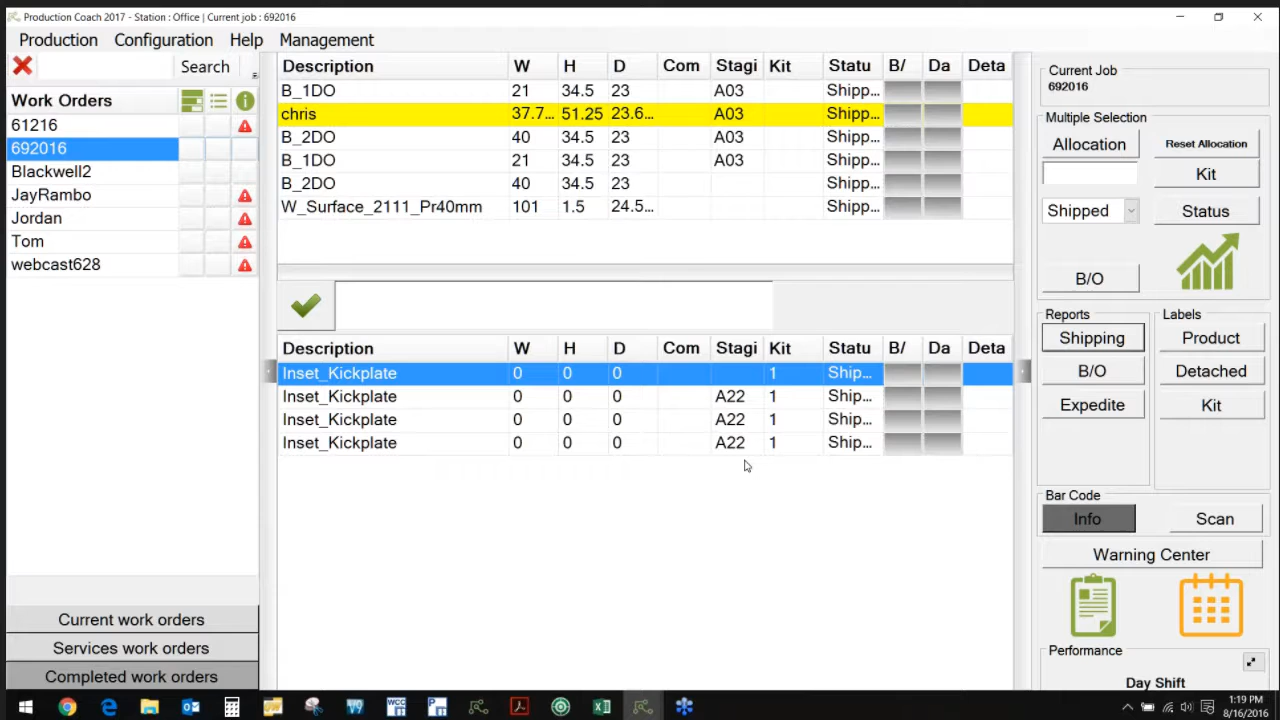 Production Coach 2017 - Station : Office | Current job : 692016
Production Configuration Help Management
Search
Work Orders
61216
692016
Blackwell2
JayRambo
Jordan
Tom
webcast628
Current work orders
Services work orders
Completed work orders
Description W H D Com Stagi Kit Statu B/ Da Deta
B_1DO 21 34.5 23 A03 Shipp...
chris 37.7... 51.25 23.6... A03 Shipp...
B_2DO 40 34.5 23 A03 Shipp...
B_1DO 21 34.5 23 A03 Shipp...
B_2DO 40 34.5 23 Shipp...
W_Surface_2111_Pr40mm 101 1.5 24.5... Shipp...
Description W H D Com Stagi Kit Statu B/ Da Deta
Inset_Kickplate 0 0 0 1 Ship...
Inset_Kickplate 0 0 0 A22 1 Ship...
Inset_Kickplate 0 0 0 A22 1 Ship...
Inset_Kickplate 0 0 0 A22 1 Ship...
Current Job
692016
Multiple Selection
Allocation Reset Allocation
Kit
Shipped Status
B/O
Reports Labels
Shipping Product
B/O Detached
Expedite Kit
Bar Code
Info Scan
Warning Center
Performance
Day Shift
1:19 PM
8/16/2016